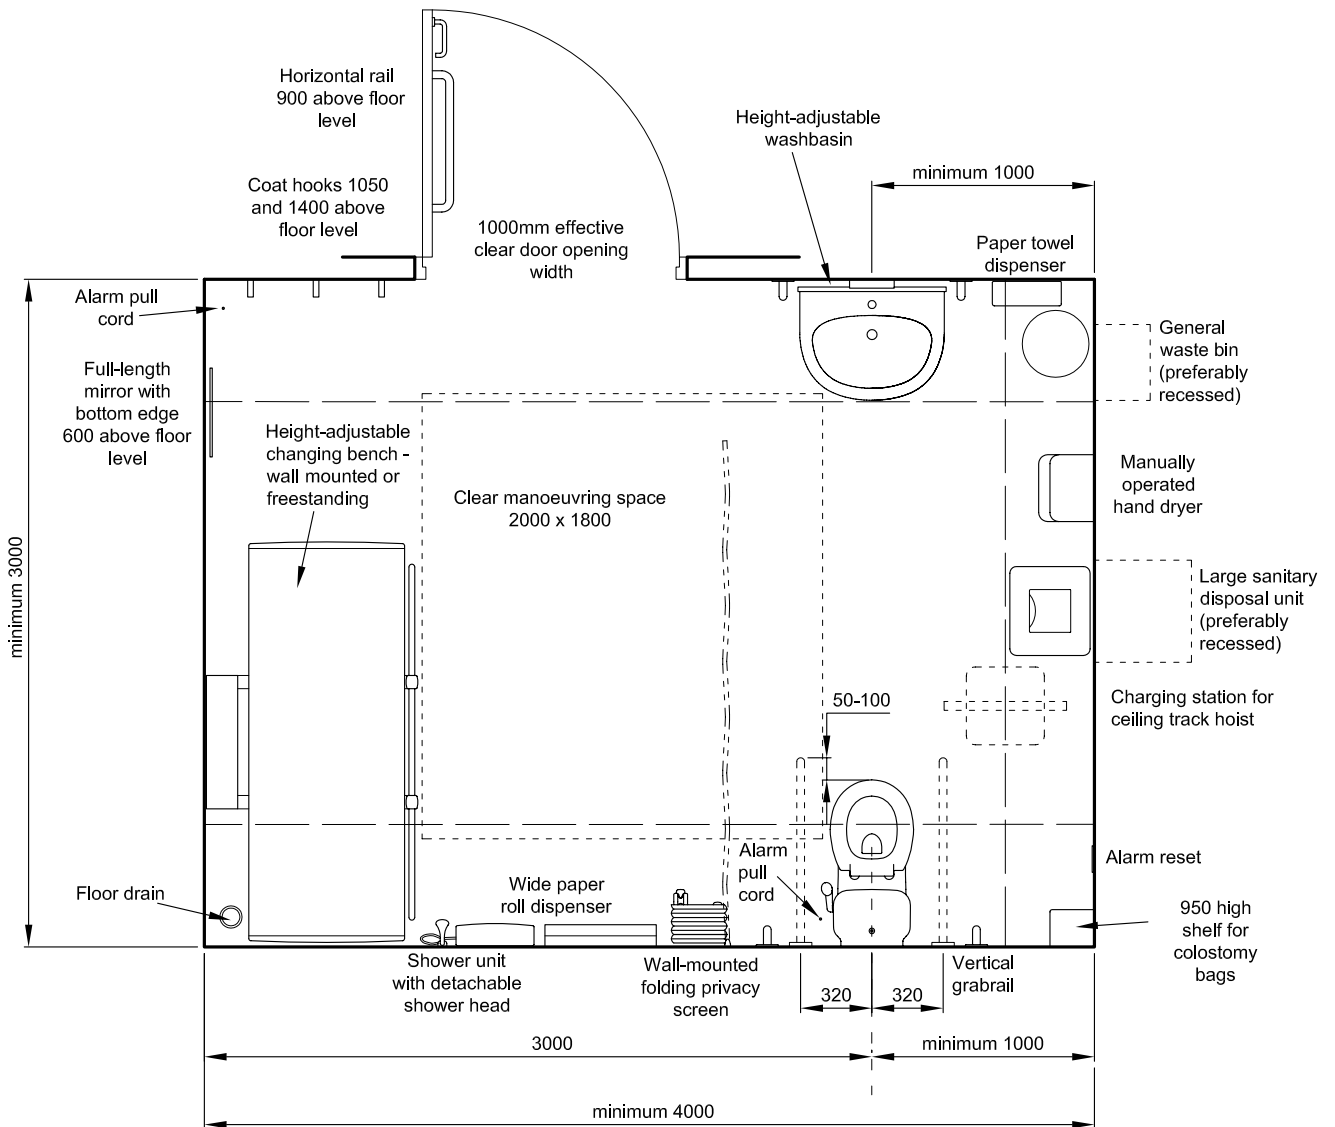 Horizontal rail
900 above floor
level
Height-adjustable
washbasin
minimum 1000
Coat hooks 1050
and 1400 above
floor level
1000mm effective
clear door opening
width
Paper towel
dispenser
Alarm pull
cord
General
waste bin
(preferably
recessed)
Full-length
mirror with
bottom edge
600 above floor
level
Height-adjustable
changing bench -
wall mounted or
freestanding
Clear manoeuvring space
2000 x 1800
Manually
operated
hand dryer
minimum 3000
Large sanitary
disposal unit
(preferably
recessed)
50-100
Charging station for
ceiling track hoist
Alarm
pull
cord
Alarm reset
Floor drain
Wide paper
roll dispenser
950 high
shelf for
colostomy
bags
Shower unit
with detachable
shower head
Wall-mounted
folding privacy
screen
Vertical
grabrail
320
320
3000
minimum 1000
minimum 4000